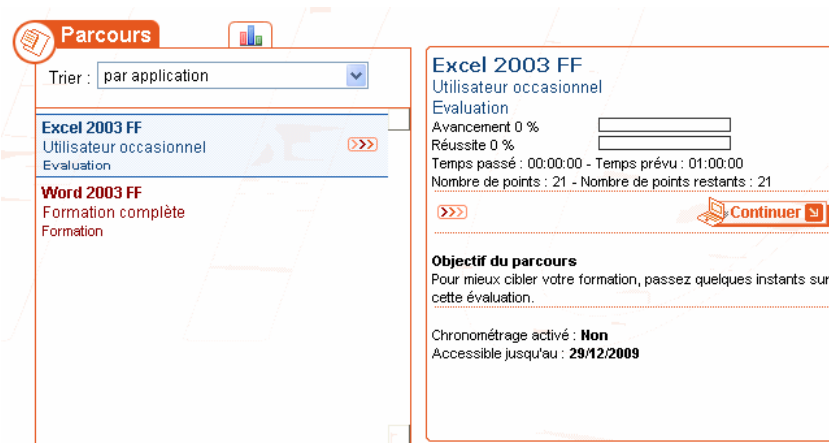 Parcours
Trier : par application
Excel 2003 FF
Utilisateur occasionnel
Evaluation
Word 2003 FF
Formation complète
Formation
Excel 2003 FF
Utilisateur occasionnel
Evaluation
Avancement 0 %
Réussite 0 %
Temps passé : 00:00:00 - Temps prévu : 01:00:00
Nombre de points : 21 - Nombre de points restants : 21
Continuer
Objectif du parcours
Pour mieux cibler votre formation, passez quelques instants sur
cette évaluation.
Chronométrage activé : Non
Accessible jusqu'au : 29/12/2009